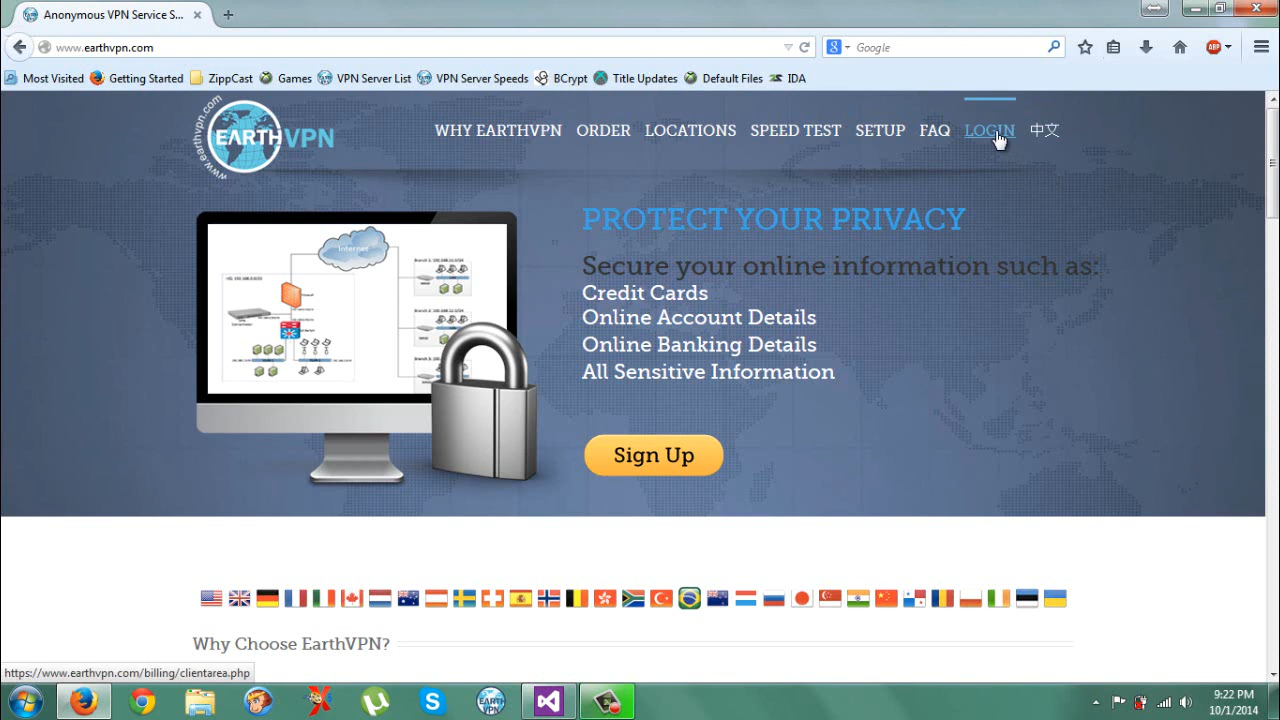 Anonymous VPN Service S...
www.earthvpn.com
Google
Most Visited
Getting Started
ZippCast
Games
VPN Server List
VPN Server Speeds
BCrypt
Title Updates
Default Files
IDA
www.earthvpn.com
EARTHVPN
WHY EARTHVPN
ORDER
LOCATIONS
SPEED TEST
SETUP
FAQ
LOGIN
中文
PROTECT YOUR PRIVACY
Secure your online information such as:
Credit Cards
Online Account Details
Online Banking Details
All Sensitive Information
Internet
Sign Up
Why Choose EarthVPN?
https://www.earthvpn.com/billing/clientarea.php
9:22 PM
10/1/2014